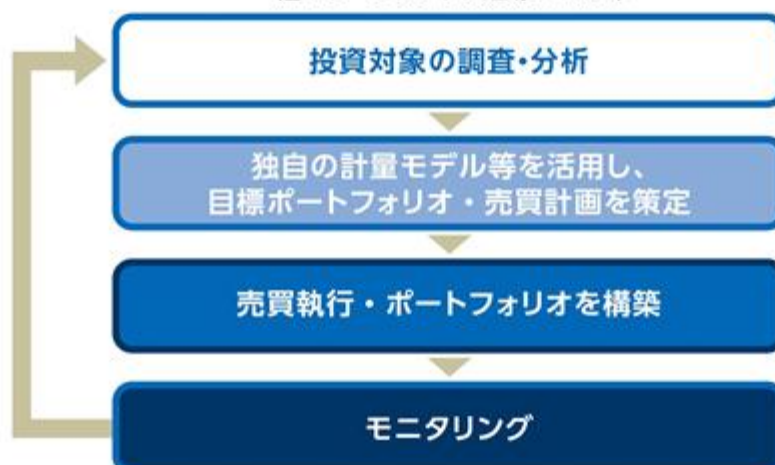 投資対象の調査・分析
独自の計量モデル等を活用し、
目標ポートフォリオ・売買計画を策定
売買執行・ポートフォリオを構築
モニタリング